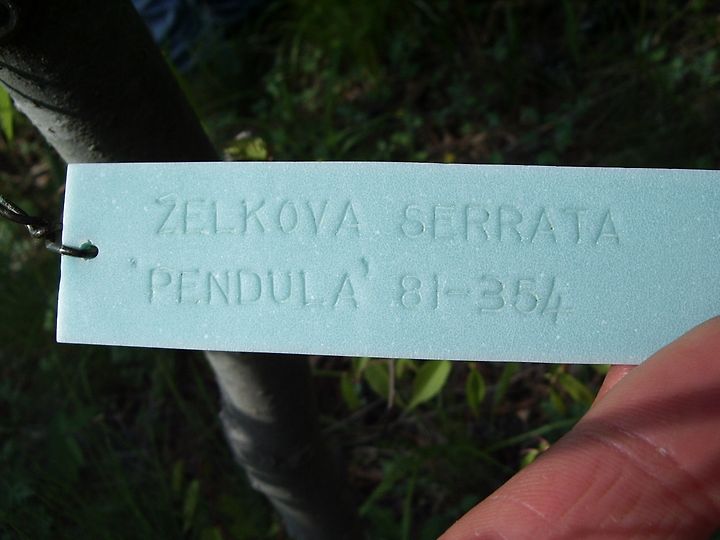 ZELKOVA SERRATA
'PENDULA' 81-354